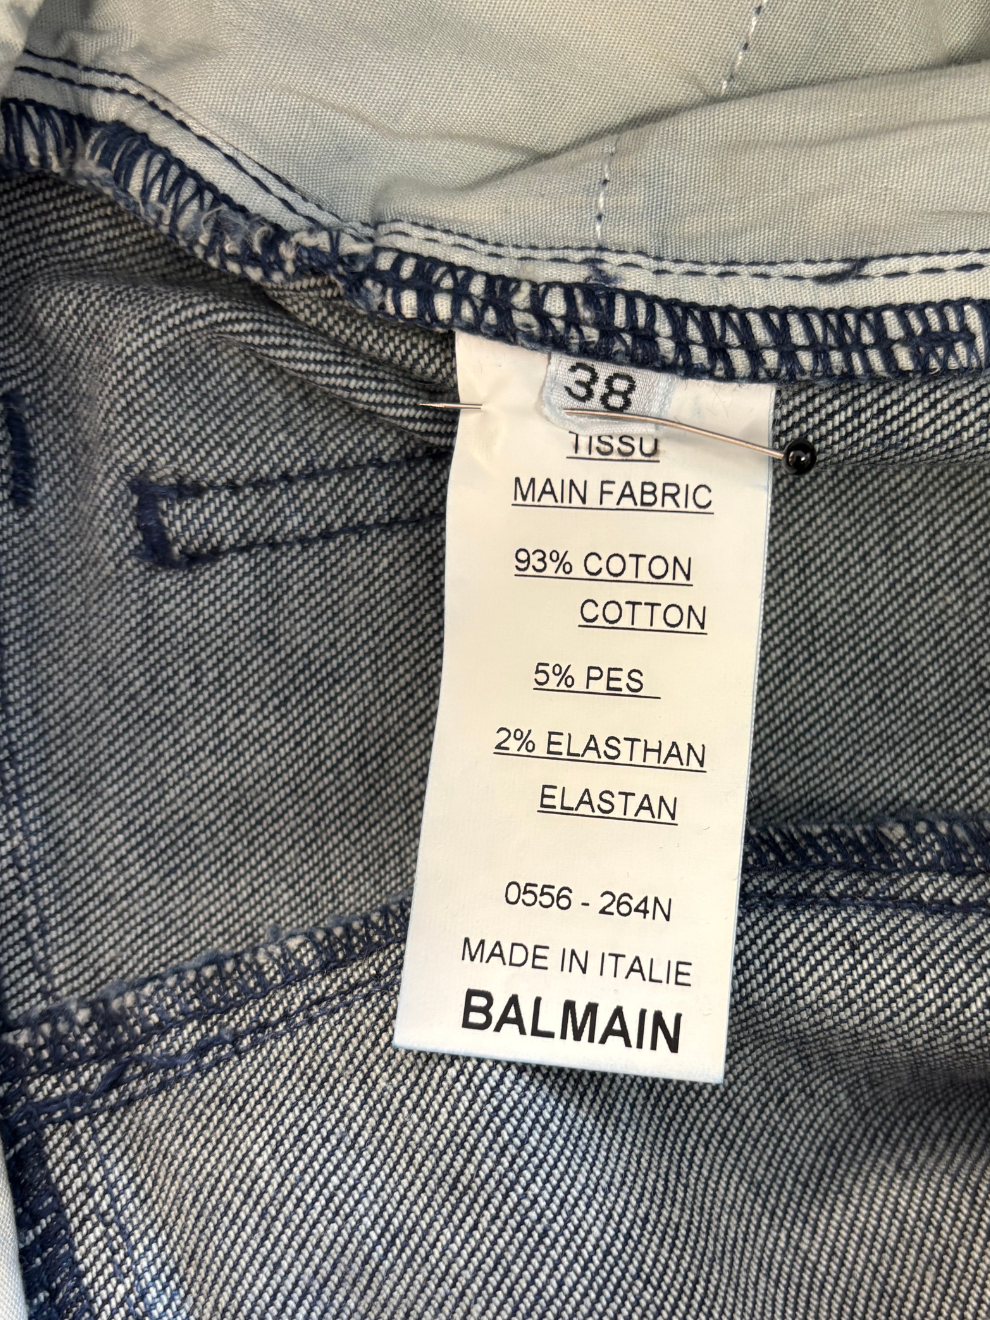 38
TISSU
MAIN FABRIC
93% COTON
COTTON
5% PES
2% ELASTHAN
ELASTAN
0556 - 264N
MADE IN ITALIE
BALMAIN